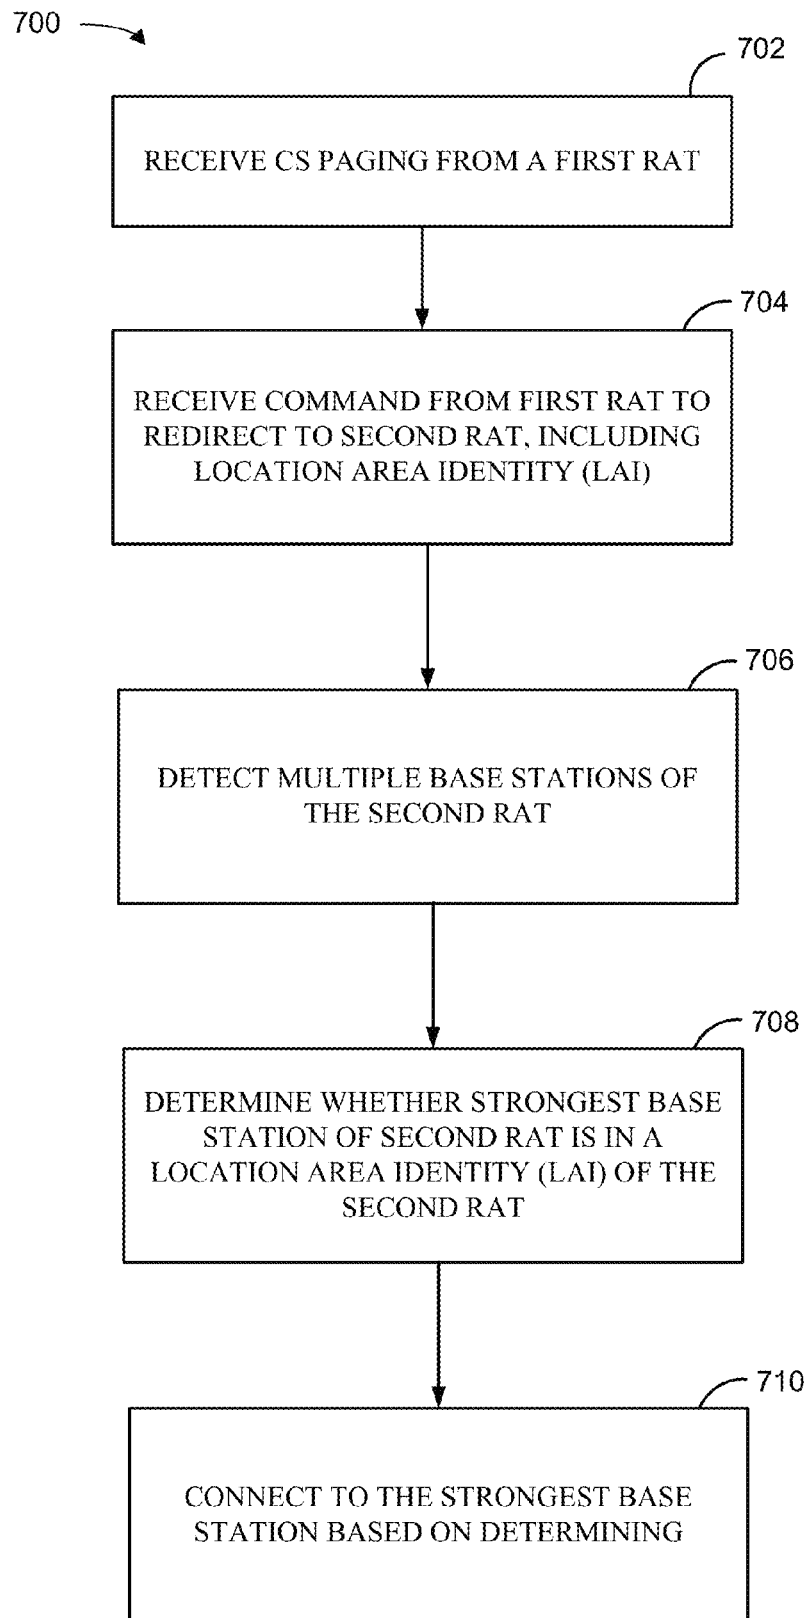 700
702
RECEIVE CS PAGING FROM A FIRST RAT
704
RECEIVE COMMAND FROM FIRST RAT TO
REDIRECT TO SECOND RAT, INCLUDING
LOCATION AREA IDENTITY (LAI)
706
DETECT MULTIPLE BASE STATIONS OF
THE SECOND RAT
708
DETERMINE WHETHER STRONGEST BASE
STATION OF SECOND RAT IS IN A
LOCATION AREA IDENTITY (LAI) OF THE
SECOND RAT
710
CONNECT TO THE STRONGEST BASE
STATION BASED ON DETERMINING